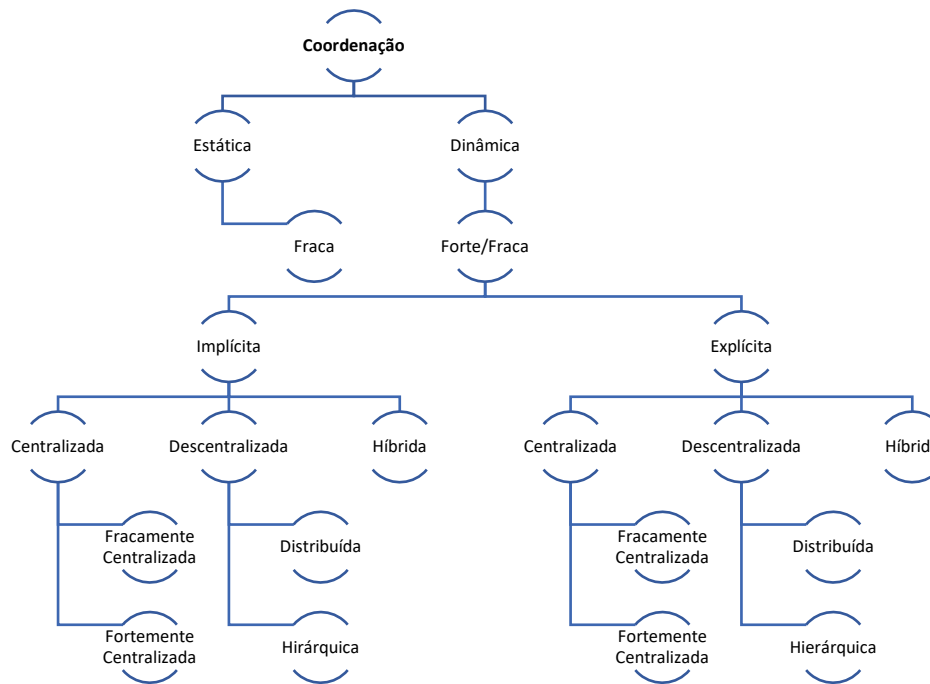 Coordenação
Estática
Dinâmica
Fraca
Forte/Fraca
Implícita
Explícita
Centralizada
Descentralizada
Híbrida
Centralizada
Descentralizada
Híbrid
Fracamente
Centralizada
Distribuída
Fracamente
Centralizada
Distribuída
Fortemente
Centralizada
Hirárquica
Fortemente
Centralizada
Hierárquica